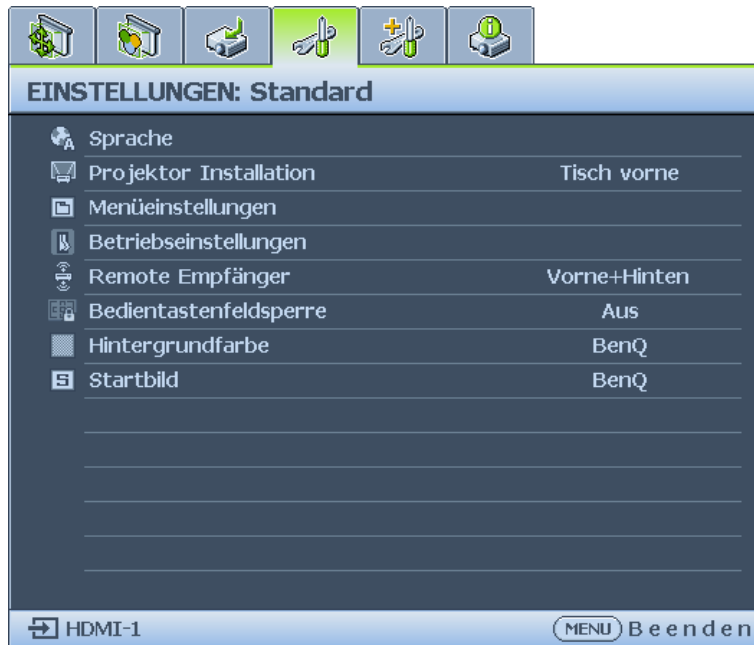 EINSTELLUNGEN: Standard
Sprache
Projektor Installation Tisch vorne
Menüeinstellungen
Betriebseinstellungen
Remote Empfänger Vorne+Hinten
Bedientastenfeldsperre Aus
Hintergrundfarbe BenQ
Startbild BenQ
HDMI-1 MENU Beenden